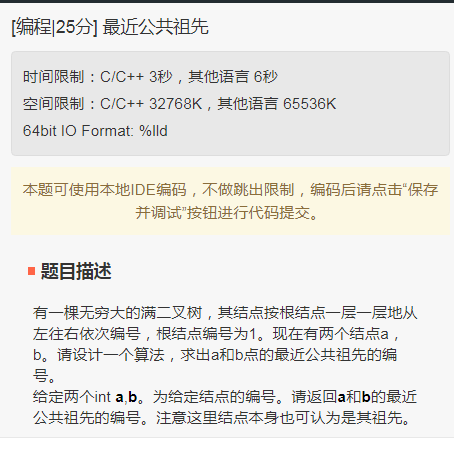 [编程|25分] 最近公共祖先
时间限制：C/C++ 3秒，其他语言 6秒
空间限制：C/C++ 32768K，其他语言 65536K
64bit IO Format: %lld
本题可使用本地IDE编码，不做跳出限制，编码后请点击“保存
并调试”按钮进行代码提交。
题目描述
有一棵无穷大的满二叉树，其结点按根结点一层一层地从
左往右依次编号，根结点编号为1。现在有两个结点a，
b。请设计一个算法，求出a和b点的最近公共祖先的编
号。
给定两个int a,b。为给定结点的编号。请返回a和b的最近
公共祖先的编号。注意这里结点本身也可认为是其祖先。